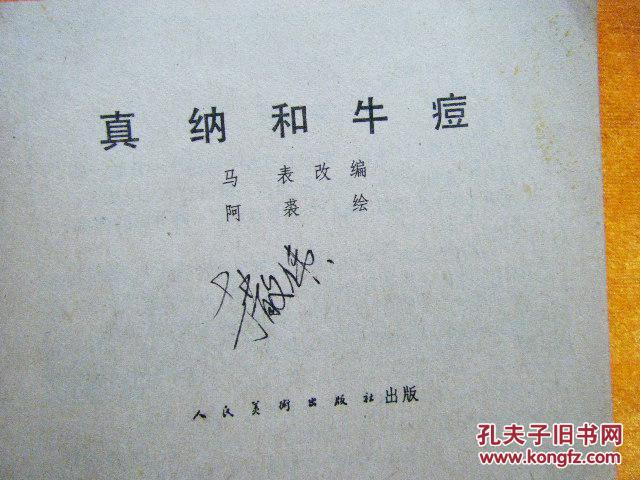 真纳和牛痘
马表改编
阿裘绘
人民美術出版社出版
孔夫子旧书网
www.kongfz.com